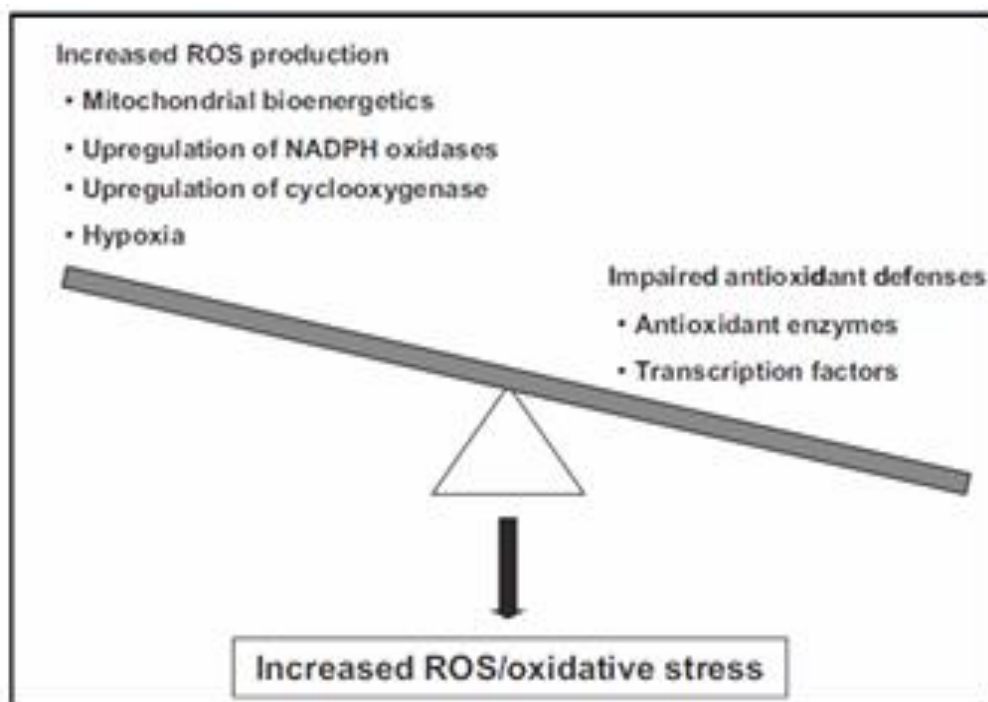 Increased ROS production
• Mitochondrial bioenergetics
• Upregulation of NADPH oxidases
• Upregulation of cyclooxygenase
• Hypoxia
Impaired antioxidant defenses
• Antioxidant enzymes
• Transcription factors
Increased ROS/oxidative stress